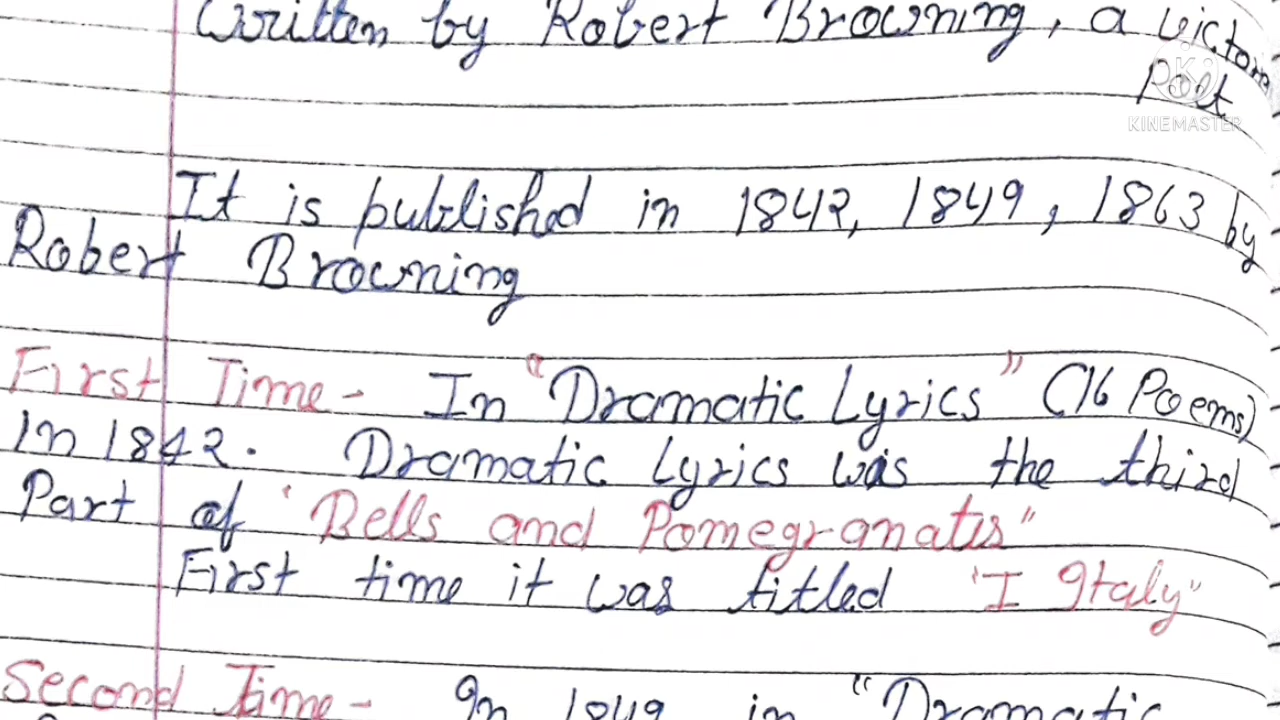 Written by Robert Browning, a Victorn
Poet
KINEMASTER
It is published in 1842, 1849, 1863 by
Robert Browning
First Time - In "Dramatic Lyrics" (16 Poems)
In 1842. Dramatic Lyrics was the third
Part of 'Bells and Pomegranates"
First time it was titled 'I Italy"
Second Time - In 1849 in "Dramatic